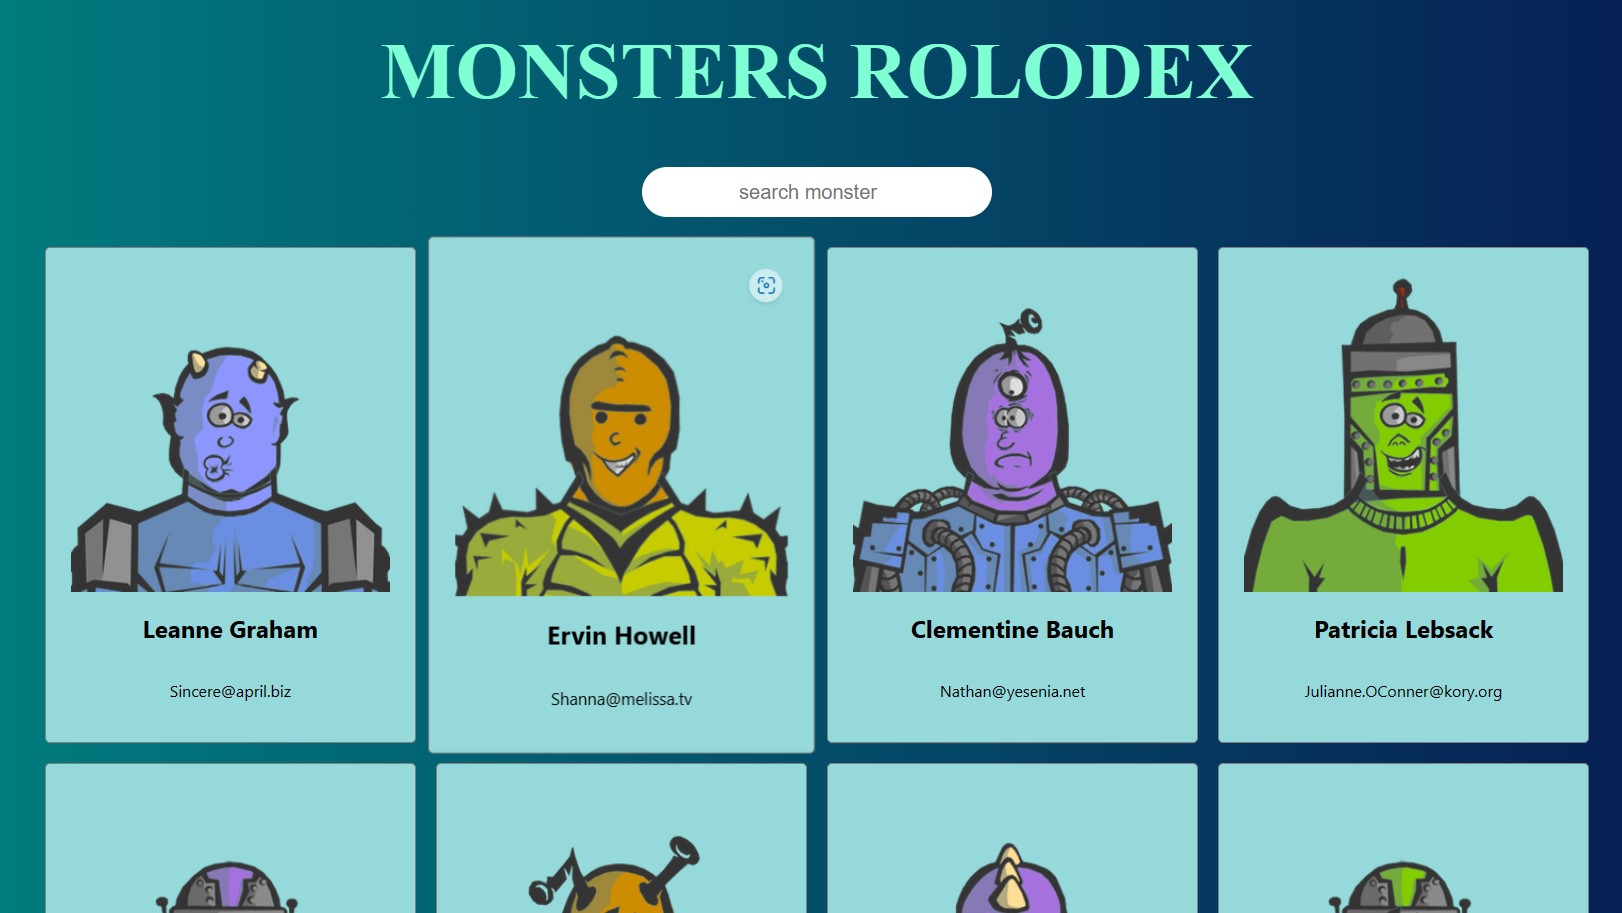 MONSTERS ROLODEX
search monster
Leanne Graham
Sincere@april.biz
Ervin Howell
Shanna@melissa.tv
Clementine Bauch
Nathan@yesenia.net
Patricia Lebsack
Julianne.OConner@kory.org